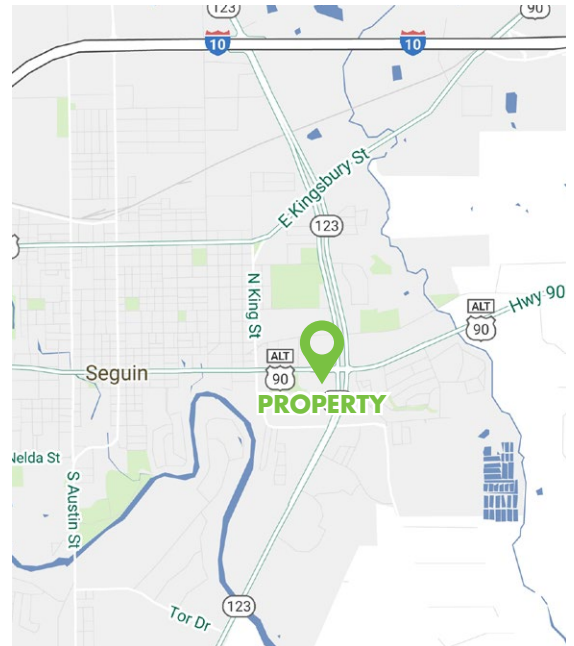 123
90
10
10
E Kingsbury St
123
N King St
Hwy 90
ALT
90
ALT
90
Seguin
PROPERTY
Nelda St
S Austin St
123
Tor Dr